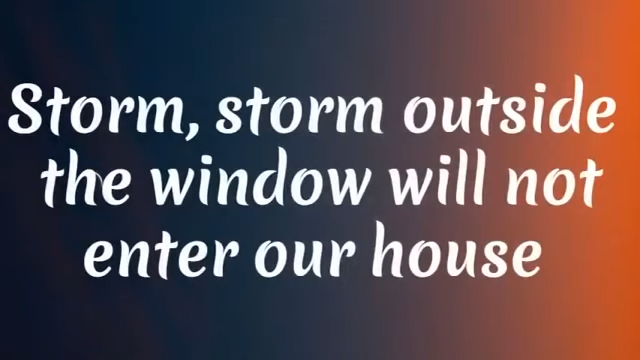 Storm, storm outside
the window will not
enter our house